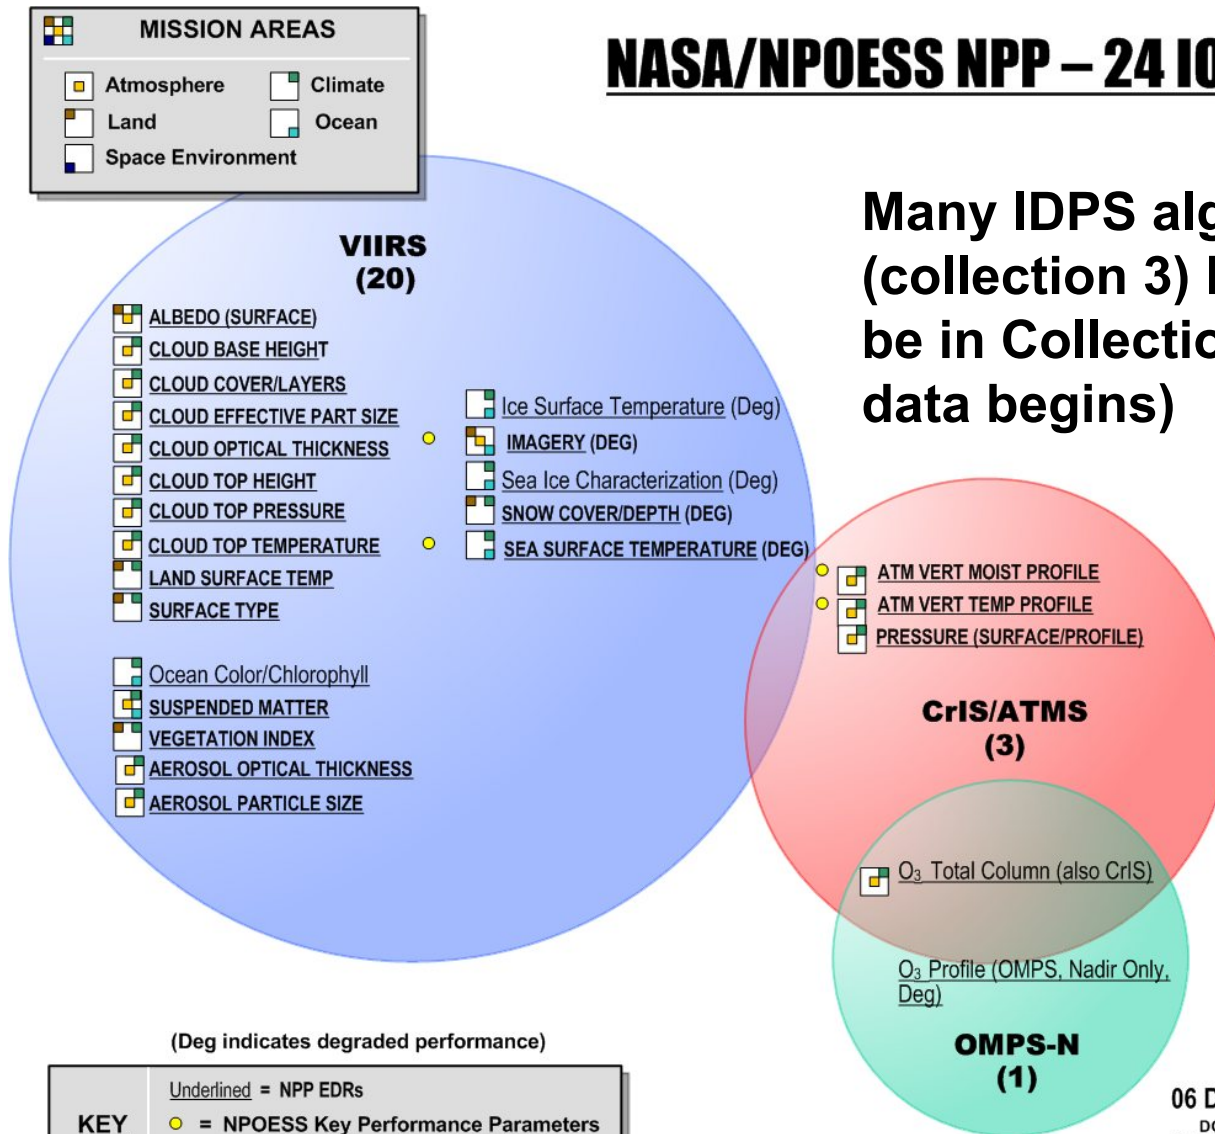 MISSION AREAS
Atmosphere
Climate
Land
Ocean
Space Environment
NASA/NPOESS NPP – 24
Many IDPS
(collection 3)
be in
data begins)
VIIRS
(20)
ALBEDO (SURFACE)
CLOUD BASE HEIGHT
CLOUD COVER/LAYERS
CLOUD EFFECTIVE PART SIZE
CLOUD OPTICAL THICKNESS
CLOUD TOP HEIGHT
CLOUD TOP PRESSURE
CLOUD TOP TEMPERATURE
LAND SURFACE TEMP
SURFACE TYPE
Ocean Color/Chlorophyll
SUSPENDED MATTER
VEGETATION INDEX
AEROSOL OPTICAL THICKNESS
AEROSOL PARTICLE SIZE
Ice Surface Temperature (Deg)
IMAGERY (DEG)
Sea Ice Characterization (Deg)
SNOW COVER/DEPTH (DEG)
SEA SURFACE TEMPERATURE (DEG)
ATM VERT MOIST PROFILE
ATM VERT TEMP PROFILE
PRESSURE (SURFACE/PROFILE)
CrIS/ATMS
(3)
O₃ Total Column (also CrIS)
O₃ Profile (OMPS, Nadir Only,
Deg)
OMPS-N
(1)
(Deg indicates degraded performance)
KEY
Underlined = NPP EDRs
= NPOESS Key Performance Parameters
06